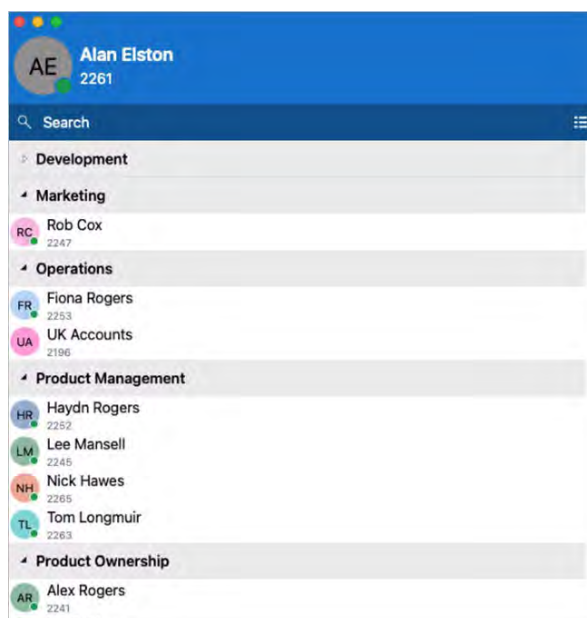 AE
Alan Elston
2261
Search
Development
Marketing
RC
Rob Cox
2247
Operations
FR
Fiona Rogers
2253
UA
UK Accounts
2196
Product Management
HR
Haydn Rogers
2252
LM
Lee Mansell
2245
NH
Nick Hawes
2265
TL
Tom Longmuir
2263
Product Ownership
AR
Alex Rogers
2241